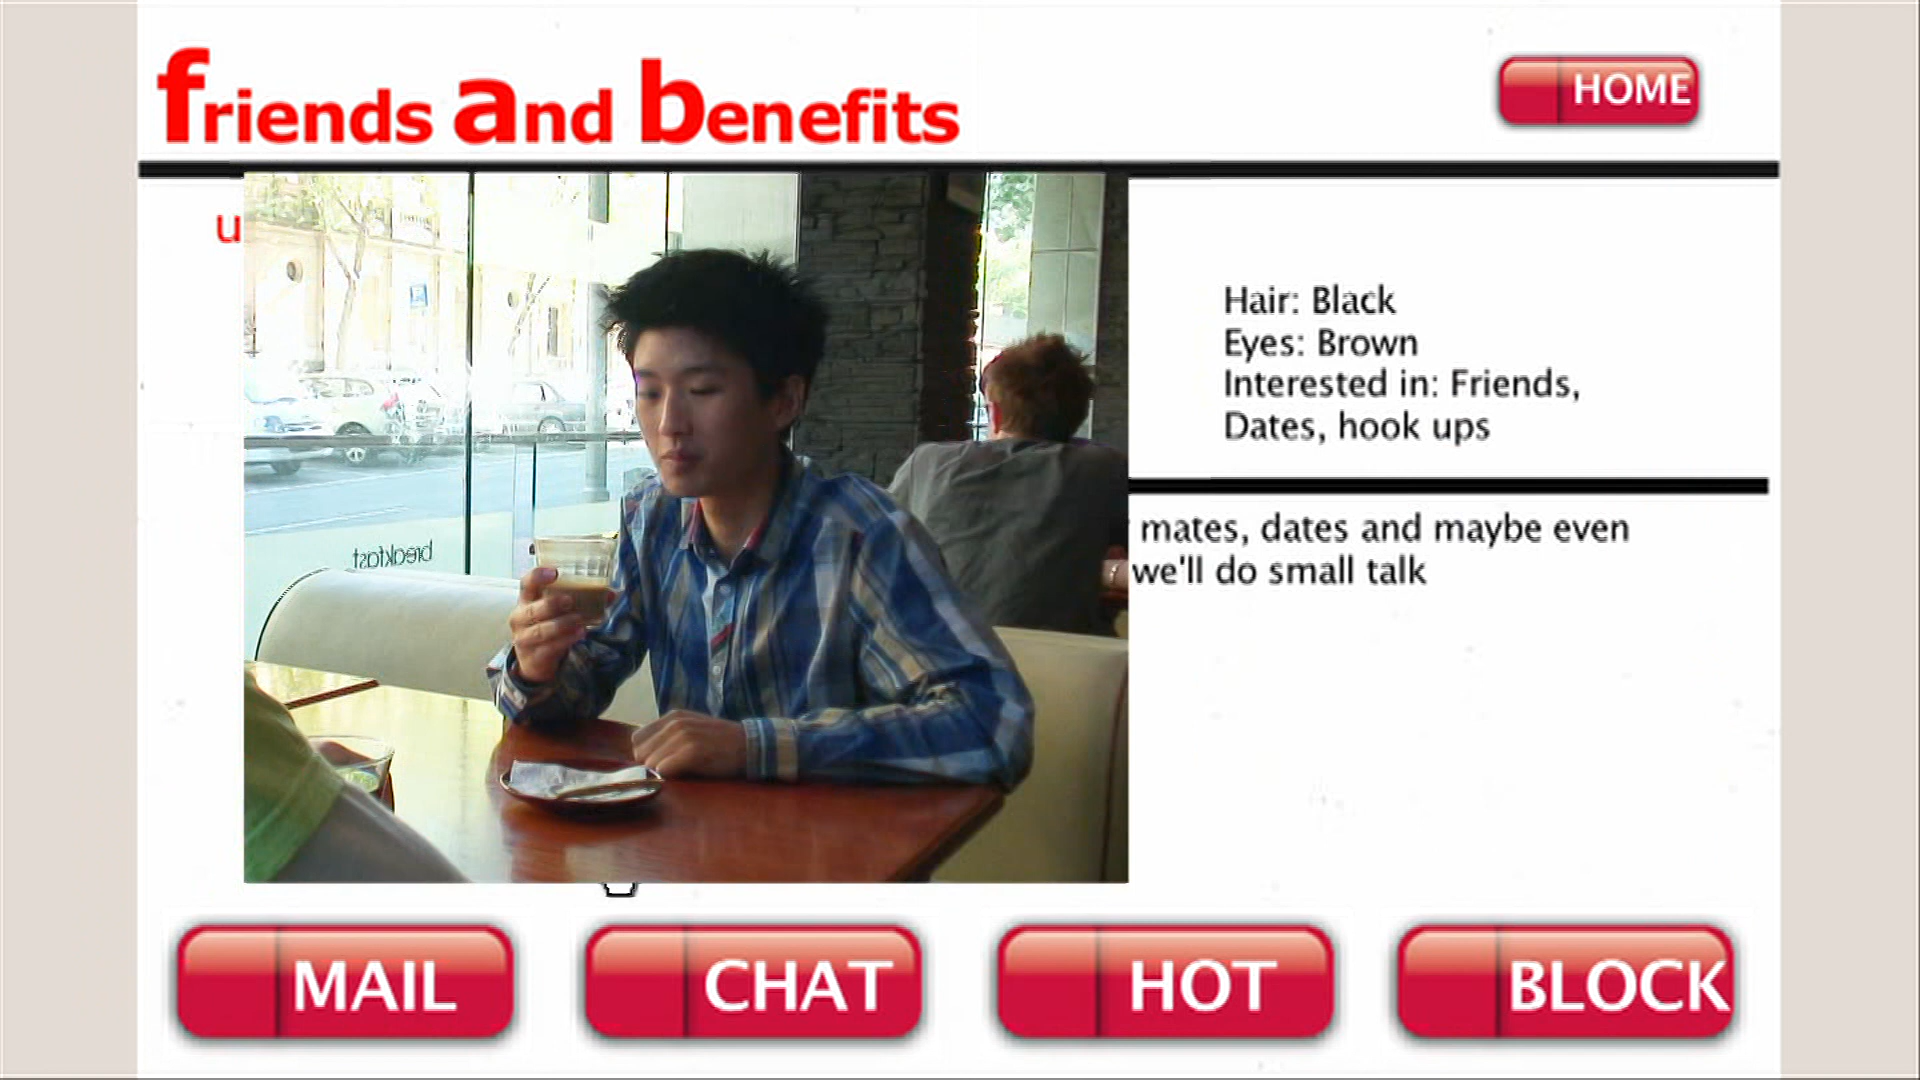 friends and benefits
HOME
u
Hair: Black
Eyes: Brown
Interested in: Friends,
Dates, hook ups
mates, dates and maybe even
we'll do small talk
breakfast
MAIL
CHAT
HOT
BLOCK